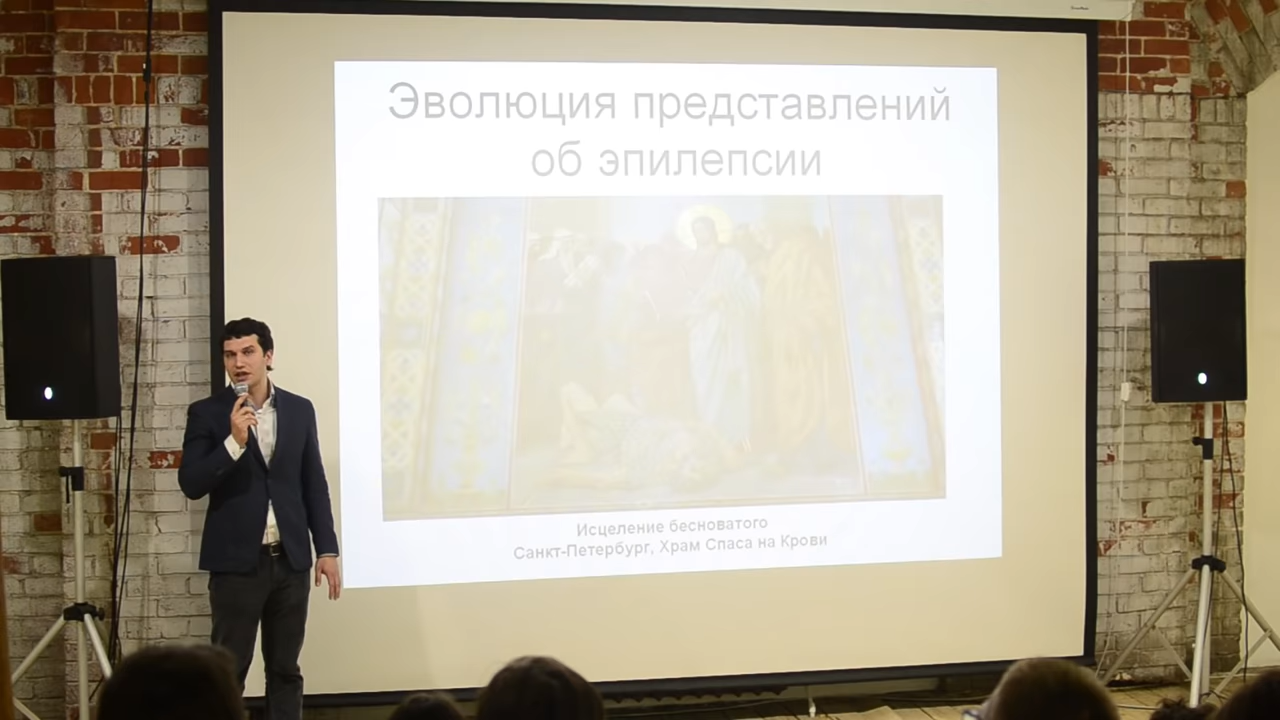 Эволюция представлений
об эпилепсии
Исцеление бесноватого
Санкт-Петербург, Храм Спаса на Крови